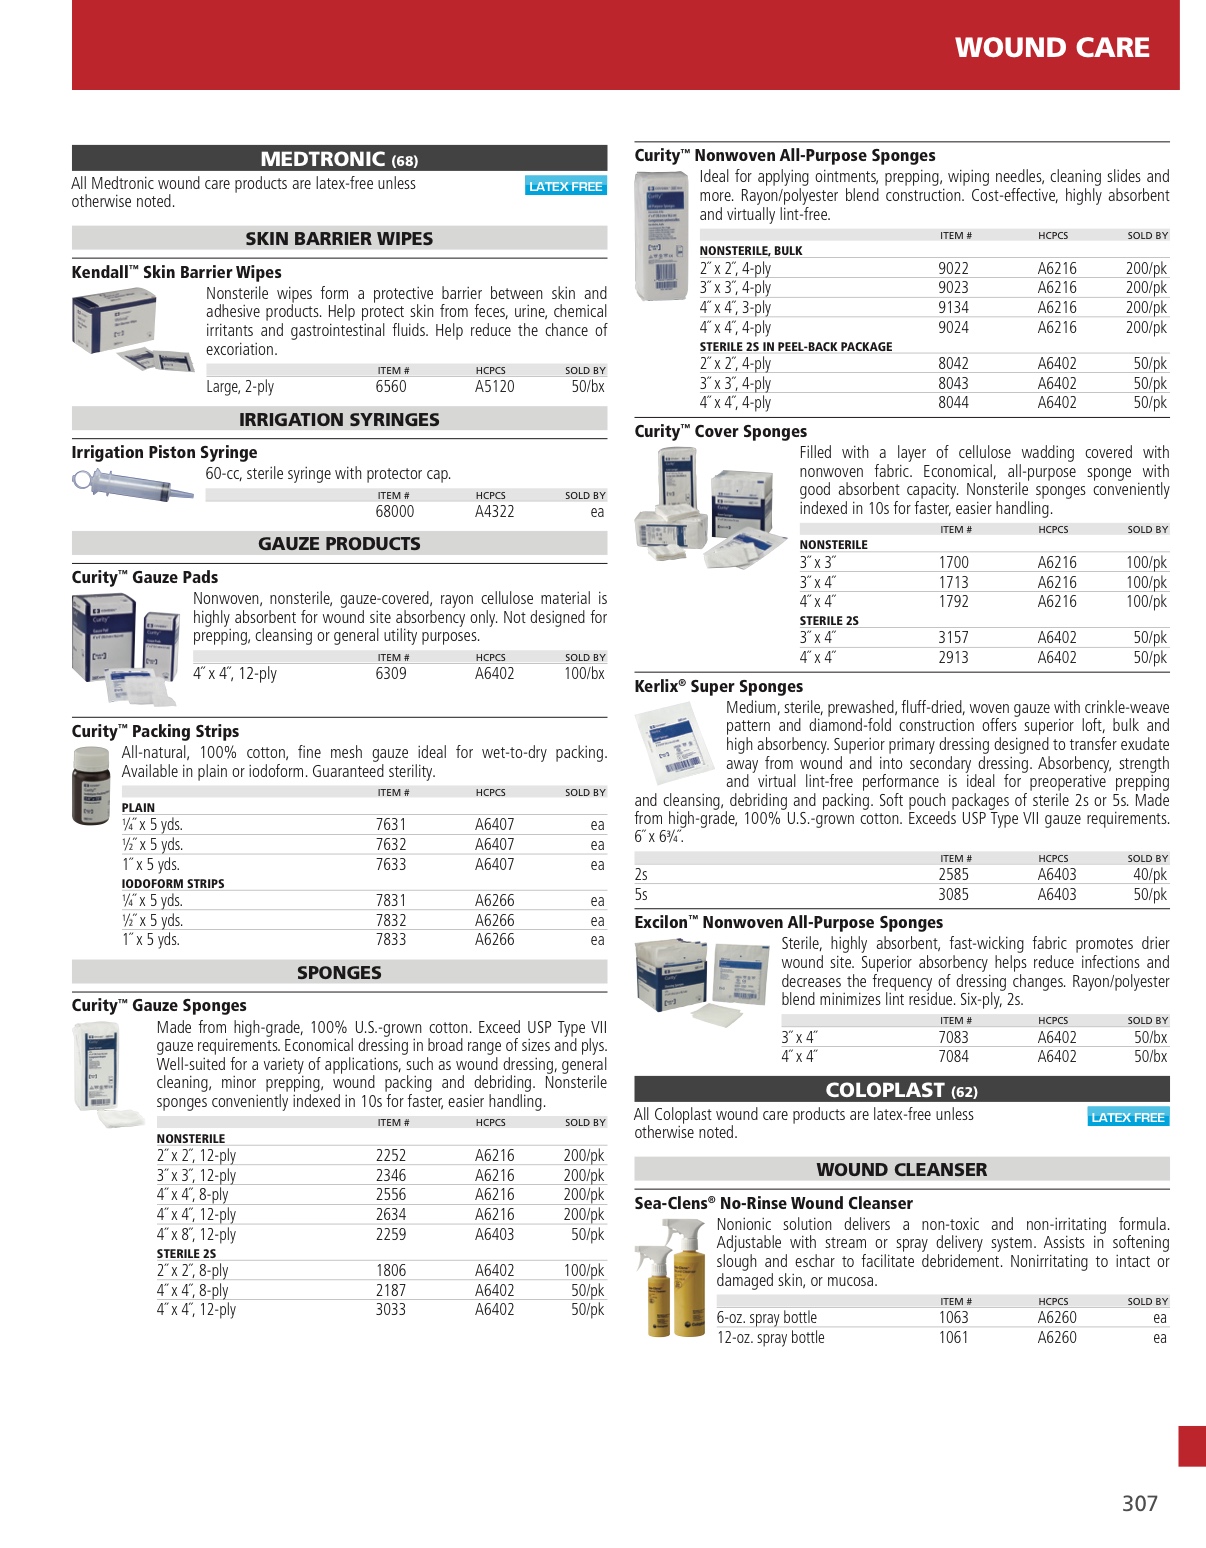 WOUND CARE
MEDTRONIC (68)
All Medtronic wound care products are latex-free unless
otherwise noted.
LATEX FREE
SKIN BARRIER WIPES
Kendall™ Skin Barrier Wipes
Nonsterile wipes form a protective barrier between skin and
adhesive products. Help protect skin from feces, urine, chemical
irritants and gastrointestinal fluids. Help reduce the chance of
excoriation.
ITEM # HCPCS SOLD BY
Large, 2-ply 6560 A5120 50/bx
IRRIGATION SYRINGES
Irrigation Piston Syringe
60-cc, sterile syringe with protector cap.
ITEM # HCPCS SOLD BY
68000 A4322 ea
GAUZE PRODUCTS
Curity™ Gauze Pads
Nonwoven, nonsterile, gauze-covered, rayon cellulose material is
highly absorbent for wound site absorbency only. Not designed for
prepping, cleansing or general utility purposes.
ITEM # HCPCS SOLD BY
4˝ x 4˝, 12-ply 6309 A6402 100/bx
Curity™ Packing Strips
All-natural, 100% cotton, fine mesh gauze ideal for wet-to-dry packing.
Available in plain or iodoform. Guaranteed sterility.
ITEM # HCPCS SOLD BY
PLAIN
¼˝ x 5 yds. 7631 A6407 ea
½˝ x 5 yds. 7632 A6407 ea
1˝ x 5 yds. 7633 A6407 ea
IODOFORM STRIPS
¼˝ x 5 yds. 7831 A6266 ea
½˝ x 5 yds. 7832 A6266 ea
1˝ x 5 yds. 7833 A6266 ea
SPONGES
Curity™ Gauze Sponges
Made from high-grade, 100% U.S.-grown cotton. Exceed USP Type VII
gauze requirements. Economical dressing in broad range of sizes and plys.
Well-suited for a variety of applications, such as wound dressing, general
cleaning, minor prepping, wound packing and debriding. Nonsterile
sponges conveniently indexed in 10s for faster, easier handling.
ITEM # HCPCS SOLD BY
NONSTERILE
2˝ x 2˝, 12-ply 2252 A6216 200/pk
3˝ x 3˝, 12-ply 2346 A6216 200/pk
4˝ x 4˝, 8-ply 2556 A6216 200/pk
4˝ x 4˝, 12-ply 2634 A6216 200/pk
4˝ x 8˝, 12-ply 2259 A6403 50/pk
STERILE 2S
2˝ x 2˝, 8-ply 1806 A6402 100/pk
4˝ x 4˝, 8-ply 2187 A6402 50/pk
4˝ x 4˝, 12-ply 3033 A6402 50/pk
Curity™ Nonwoven All-Purpose Sponges
Ideal for applying ointments, prepping, wiping needles, cleaning slides and
more. Rayon/polyester blend construction. Cost-effective, highly absorbent
and virtually lint-free.
ITEM # HCPCS SOLD BY
NONSTERILE, BULK
2˝ x 2˝, 4-ply 9022 A6216 200/pk
3˝ x 3˝, 4-ply 9023 A6216 200/pk
4˝ x 4˝, 3-ply 9134 A6216 200/pk
4˝ x 4˝, 4-ply 9024 A6216 200/pk
STERILE 2S IN PEEL-BACK PACKAGE
2˝ x 2˝, 4-ply 8042 A6402 50/pk
3˝ x 3˝, 4-ply 8043 A6402 50/pk
4˝ x 4˝, 4-ply 8044 A6402 50/pk
Curity™ Cover Sponges
Filled with a layer of cellulose wadding covered with
nonwoven fabric. Economical, all-purpose sponge with
good absorbent capacity. Nonsterile sponges conveniently
indexed in 10s for faster, easier handling.
ITEM # HCPCS SOLD BY
NONSTERILE
3˝ x 3˝ 1700 A6216 100/pk
3˝ x 4˝ 1713 A6216 100/pk
4˝ x 4˝ 1792 A6216 100/pk
STERILE 2S
3˝ x 4˝ 3157 A6402 50/pk
4˝ x 4˝ 2913 A6402 50/pk
Kerlix® Super Sponges
Medium, sterile, prewashed, fluff-dried, woven gauze with crinkle-weave
pattern and diamond-fold construction offers superior loft, bulk and
high absorbency. Superior primary dressing designed to transfer exudate
away from wound and into secondary dressing. Absorbency, strength
and virtual lint-free performance is ideal for preoperative prepping
and cleansing, debriding and packing. Soft pouch packages of sterile 2s or 5s. Made
from high-grade, 100% U.S.-grown cotton. Exceeds USP Type VII gauze requirements.
6˝ x 6¾˝.
ITEM # HCPCS SOLD BY
2s 2585 A6403 40/pk
5s 3085 A6403 50/pk
Excilon™ Nonwoven All-Purpose Sponges
Sterile, highly absorbent, fast-wicking fabric promotes drier
wound site. Superior absorbency helps reduce infections and
decreases the frequency of dressing changes. Rayon/polyester
blend minimizes lint residue. Six-ply, 2s.
ITEM # HCPCS SOLD BY
3˝ x 4˝ 7083 A6402 50/bx
4˝ x 4˝ 7084 A6402 50/bx
COLOPLAST (62)
All Coloplast wound care products are latex-free unless
otherwise noted.
LATEX FREE
WOUND CLEANSER
Sea-Clens® No-Rinse Wound Cleanser
Nonionic solution delivers a non-toxic and non-irritating formula.
Adjustable with stream or spray delivery system. Assists in softening
slough and eschar to facilitate debridement. Nonirritating to intact or
damaged skin, or mucosa.
ITEM # HCPCS SOLD BY
6-oz. spray bottle 1063 A6260 ea
12-oz. spray bottle 1061 A6260 ea
307